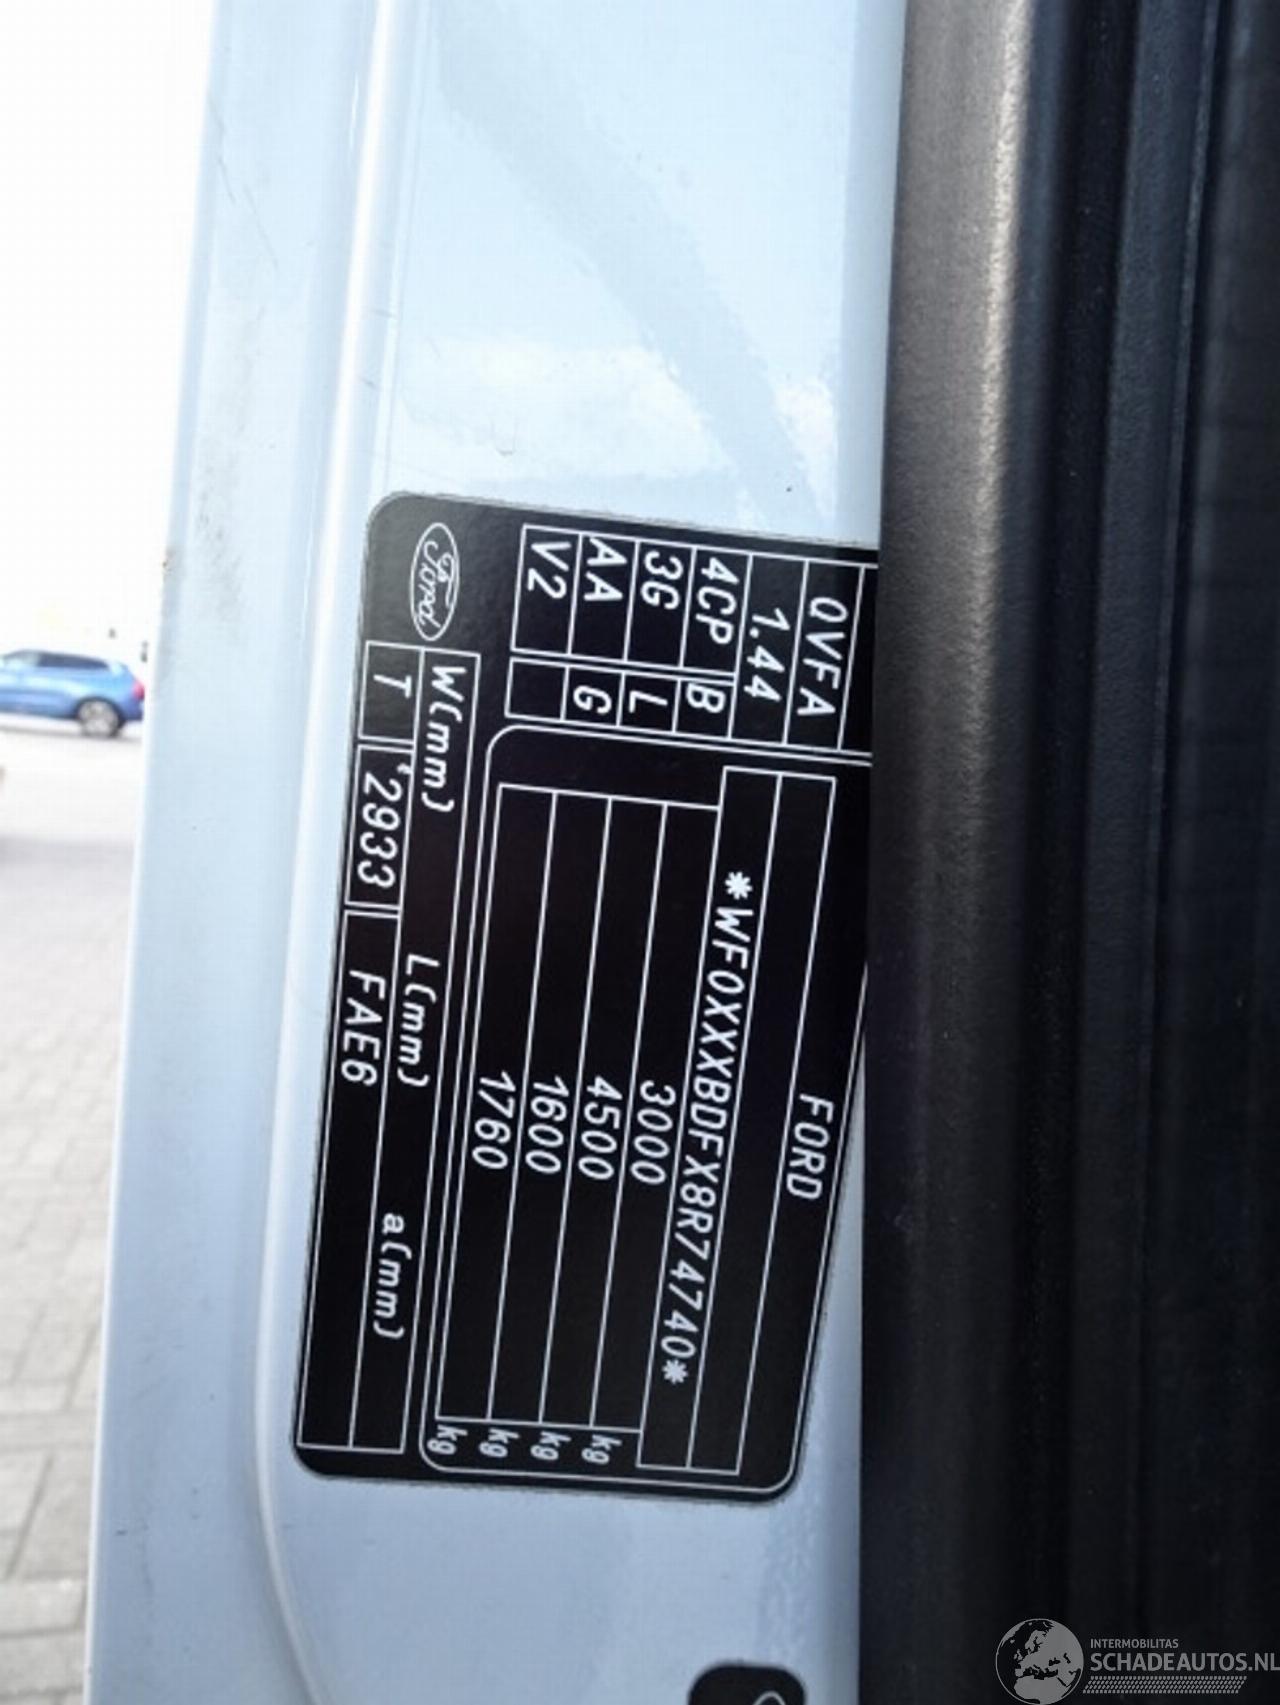 QVFA
1.44
4CP B
3G L
AA G
V2
FORD
*WF0XXXBDFX8R74740*
3000 kg
4500 kg
1600 kg
1760 kg
Ford
W(mm) L(mm) a(mm)
T 2933 FAE6
INTERMOBILITAS
SCHADEAUTOS.NL